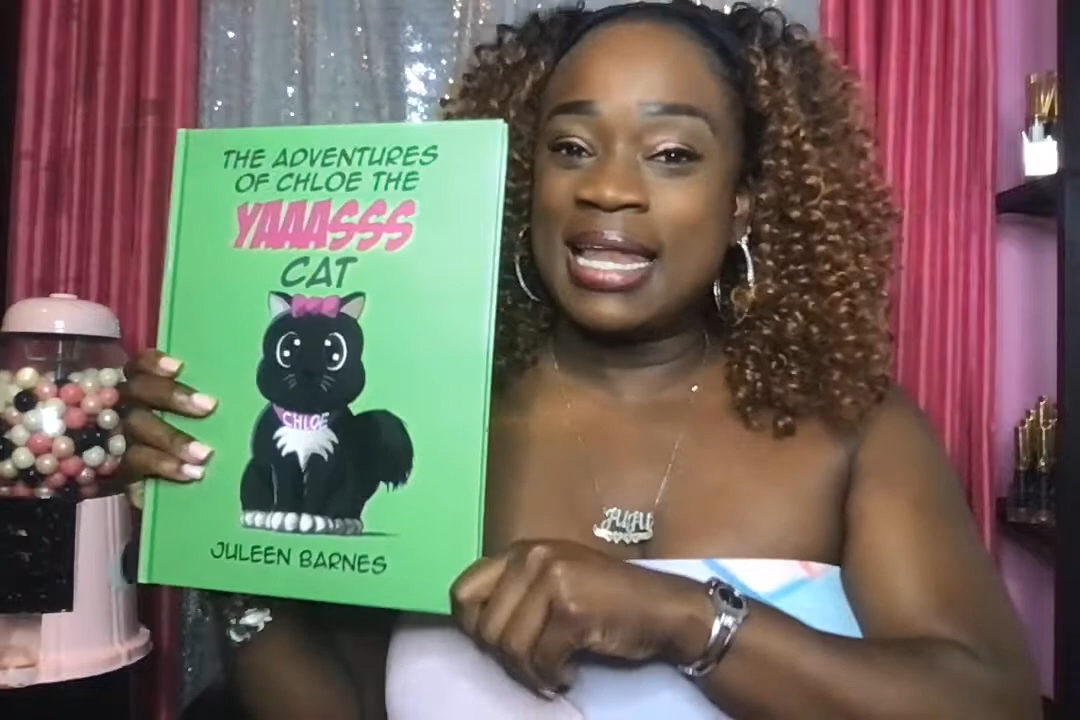 THE ADVENTURES
OF CHLOE THE
YAAASSS
CAT
CHLOE
JULEEN BARNES
JUJU